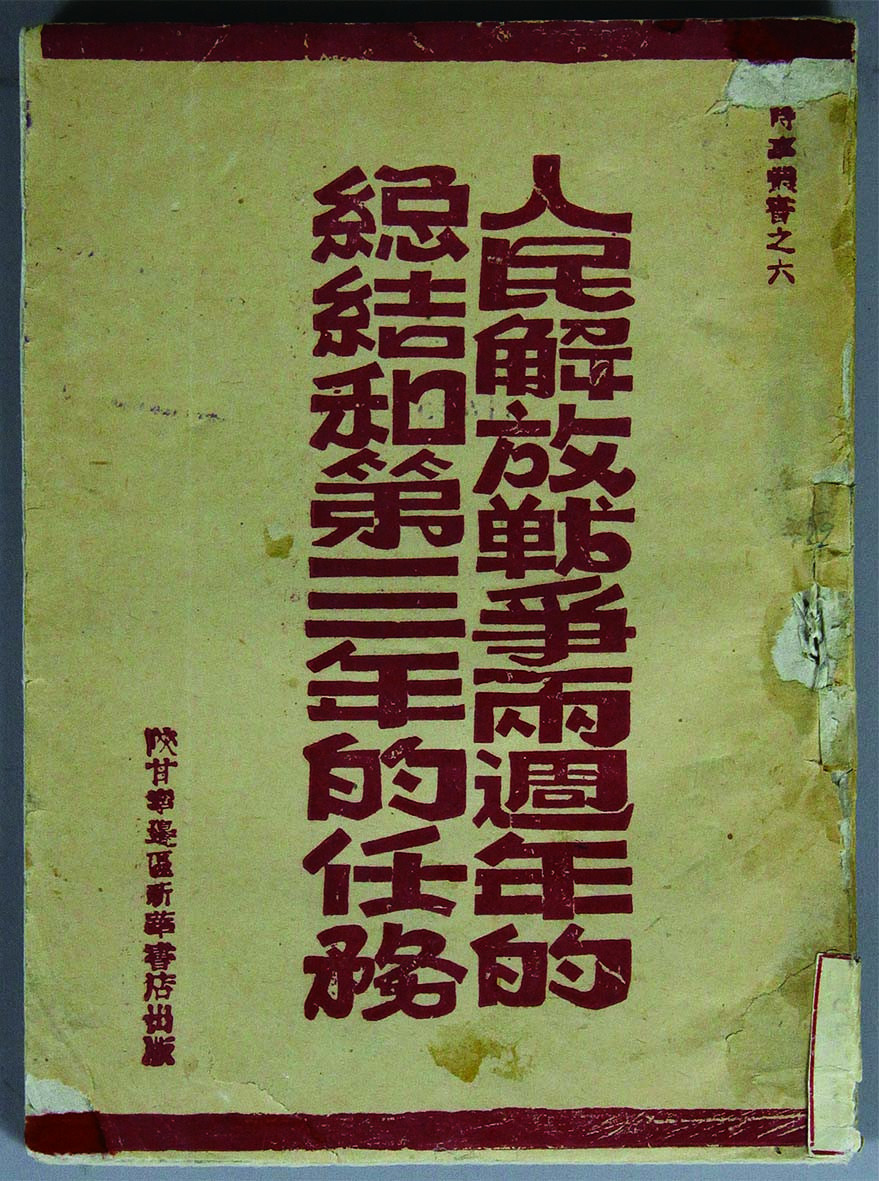 時事叢書之六
人民解放戰爭兩週年的
總結和第三年的任務
陝甘寧邊區新華書店出版